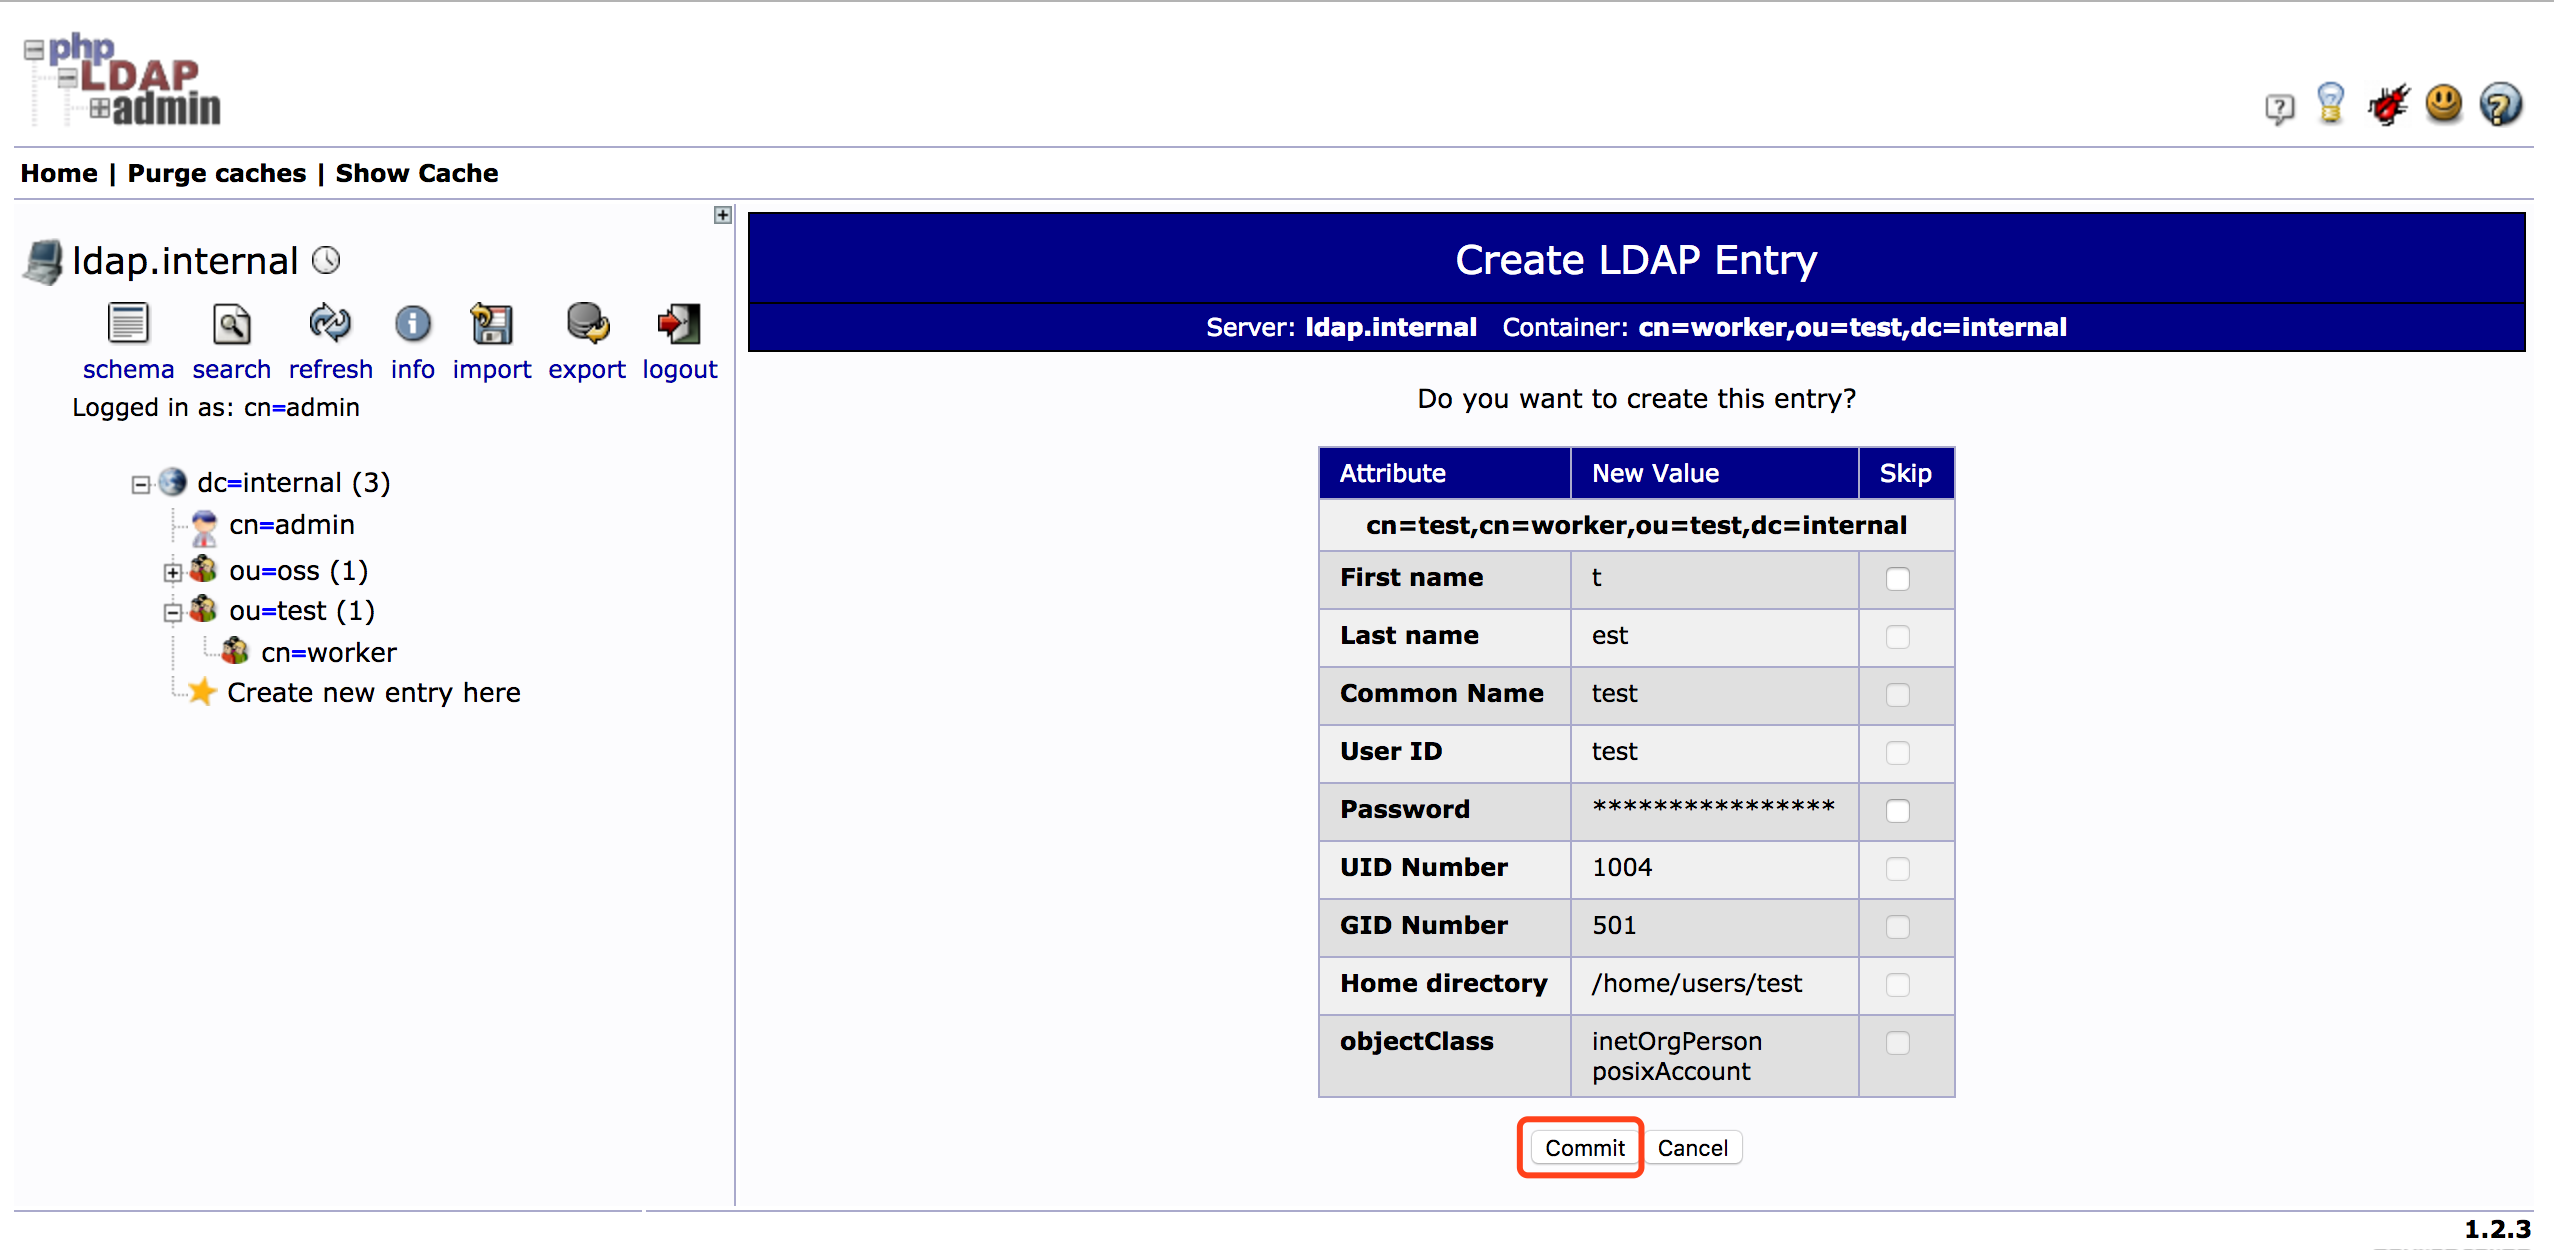 php
LDAP
admin
Home | Purge caches | Show Cache
ldap.internal
schema search refresh info import export logout
Logged in as: cn=admin
dc=internal (3)
cn=admin
ou=oss (1)
ou=test (1)
cn=worker
Create new entry here
Create LDAP Entry
Server: ldap.internal Container: cn=worker,ou=test,dc=internal
Do you want to create this entry?
Attribute New Value Skip
cn=test,cn=worker,ou=test,dc=internal
First name t
Last name est
Common Name test
User ID test
Password ****************
UID Number 1004
GID Number 501
Home directory /home/users/test
objectClass inetOrgPerson
posixAccount
Commit Cancel
1.2.3